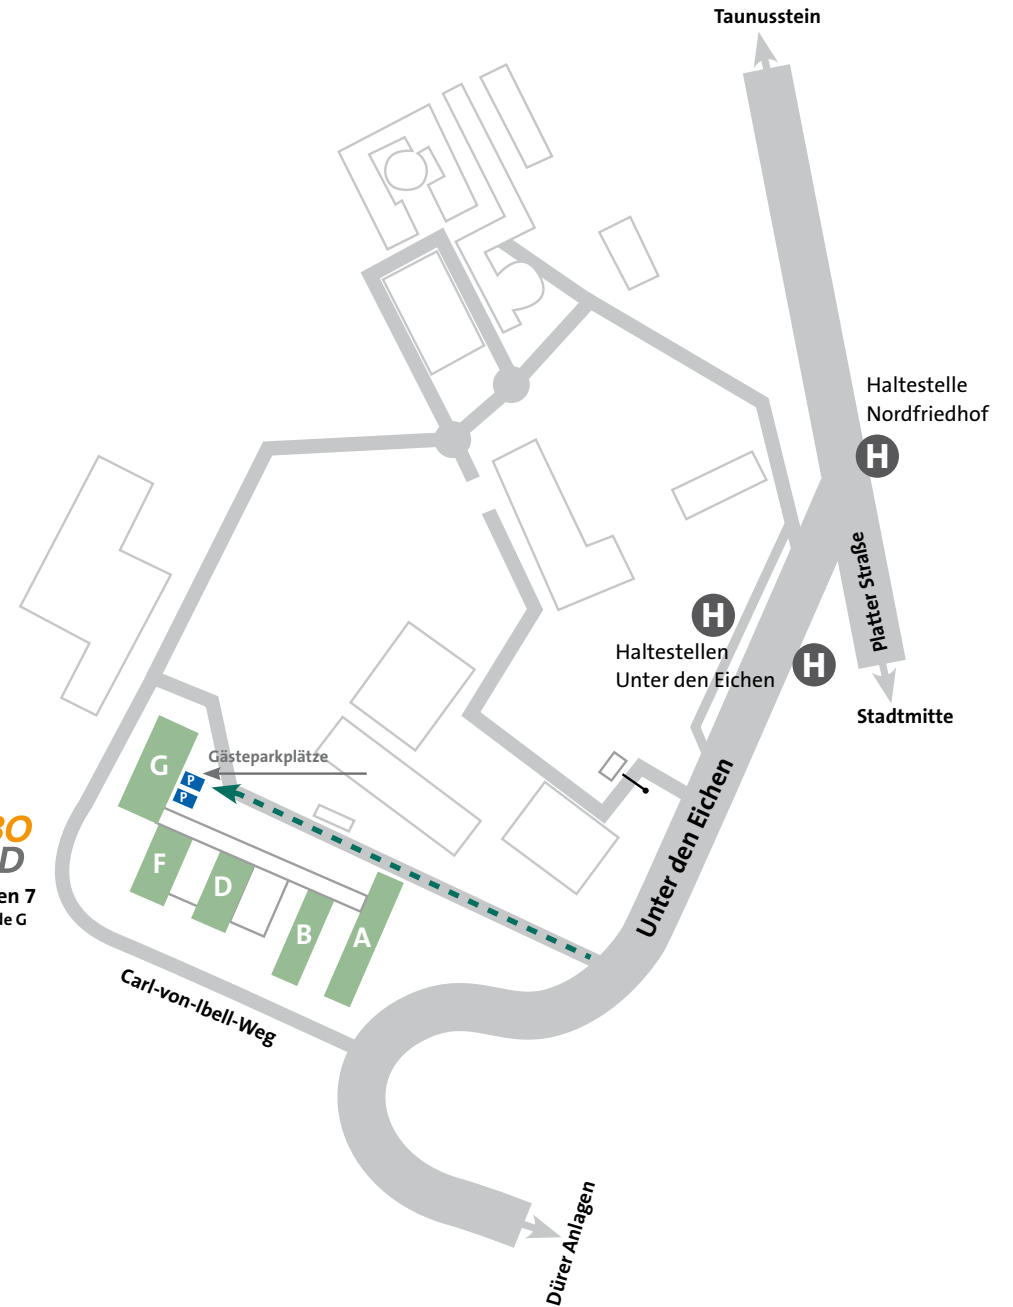 Taunusstein
Haltestelle
Nordfriedhof
H
Platter Straße
H
Haltestellen
Unter den Eichen
H
Stadtmitte
Gästeparkplätze
G
P
P
F
D
B
A
D
en 7
Unter den Eichen
Carl-von-Ibell-Weg
Dürer Anlagen